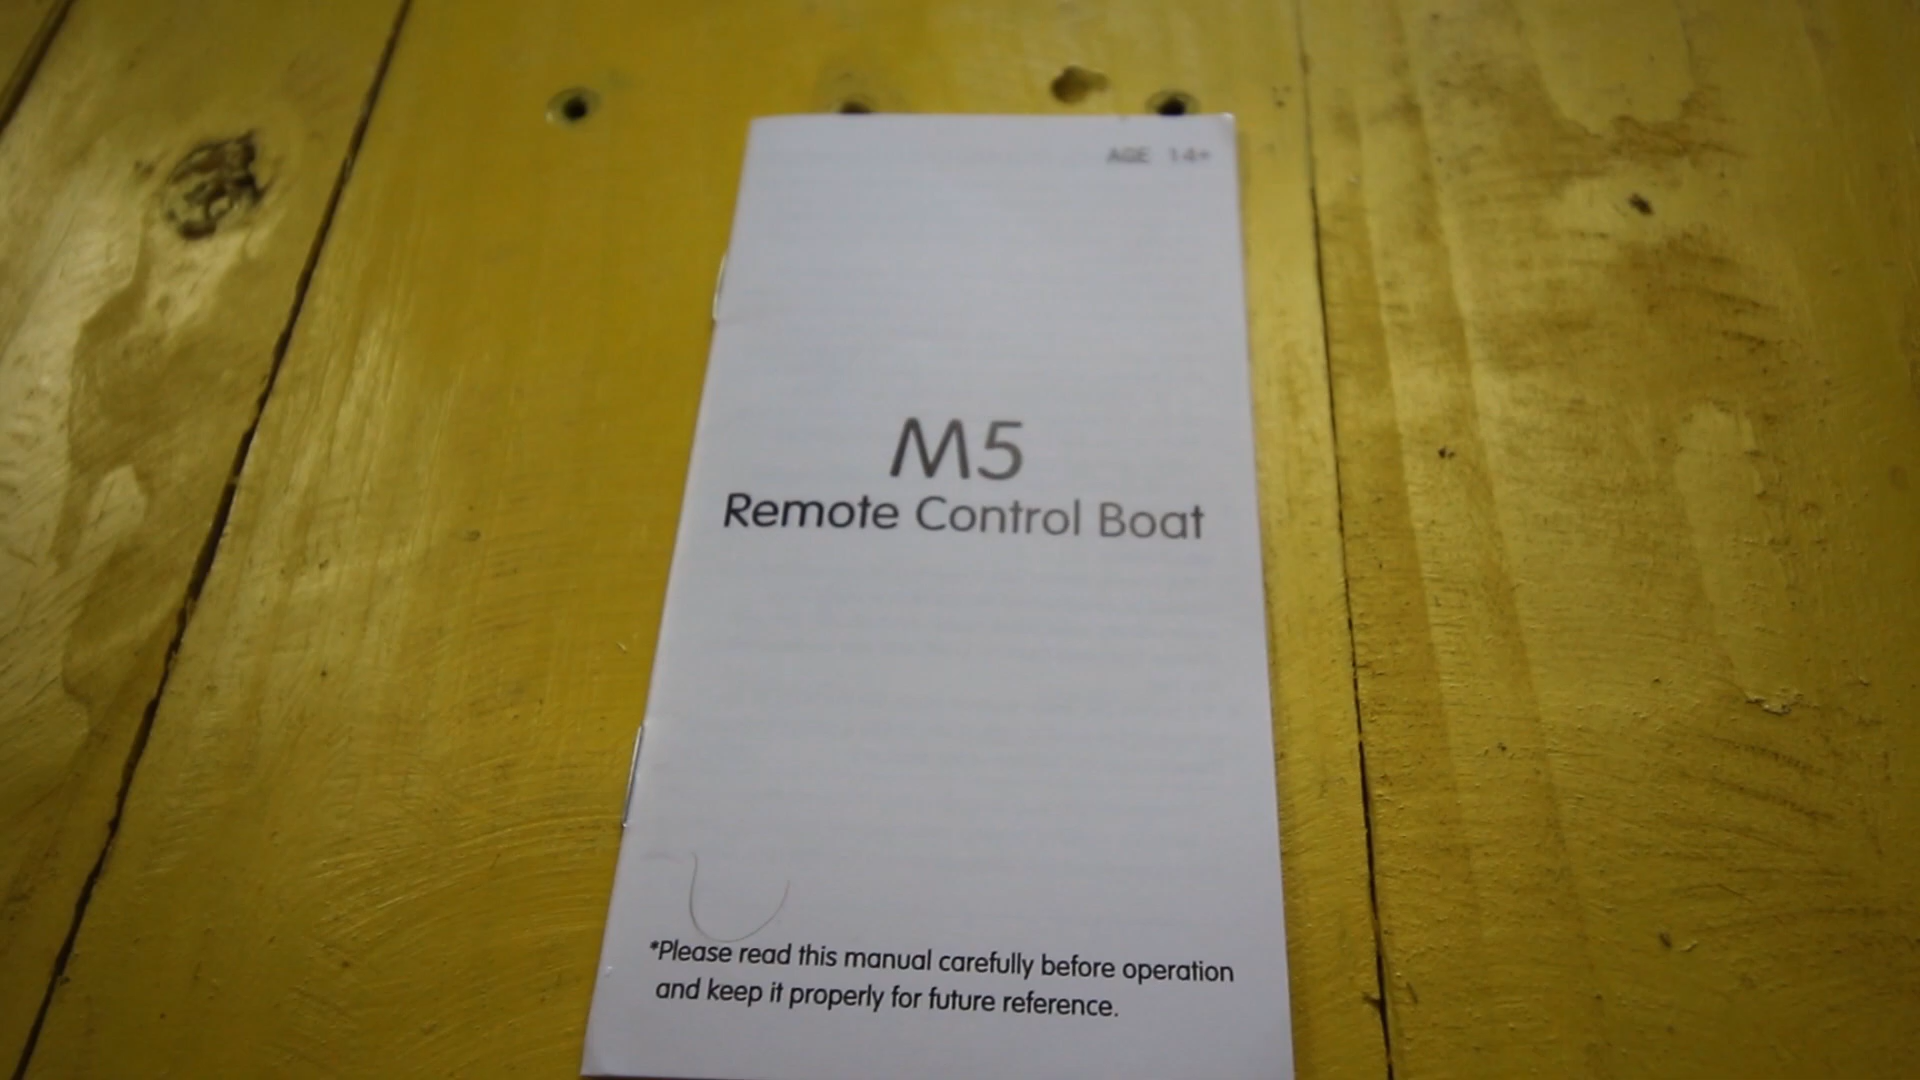 AGE 14+
M5
Remote Control Boat
*Please read this manual carefully before operation
and keep it properly for future reference.